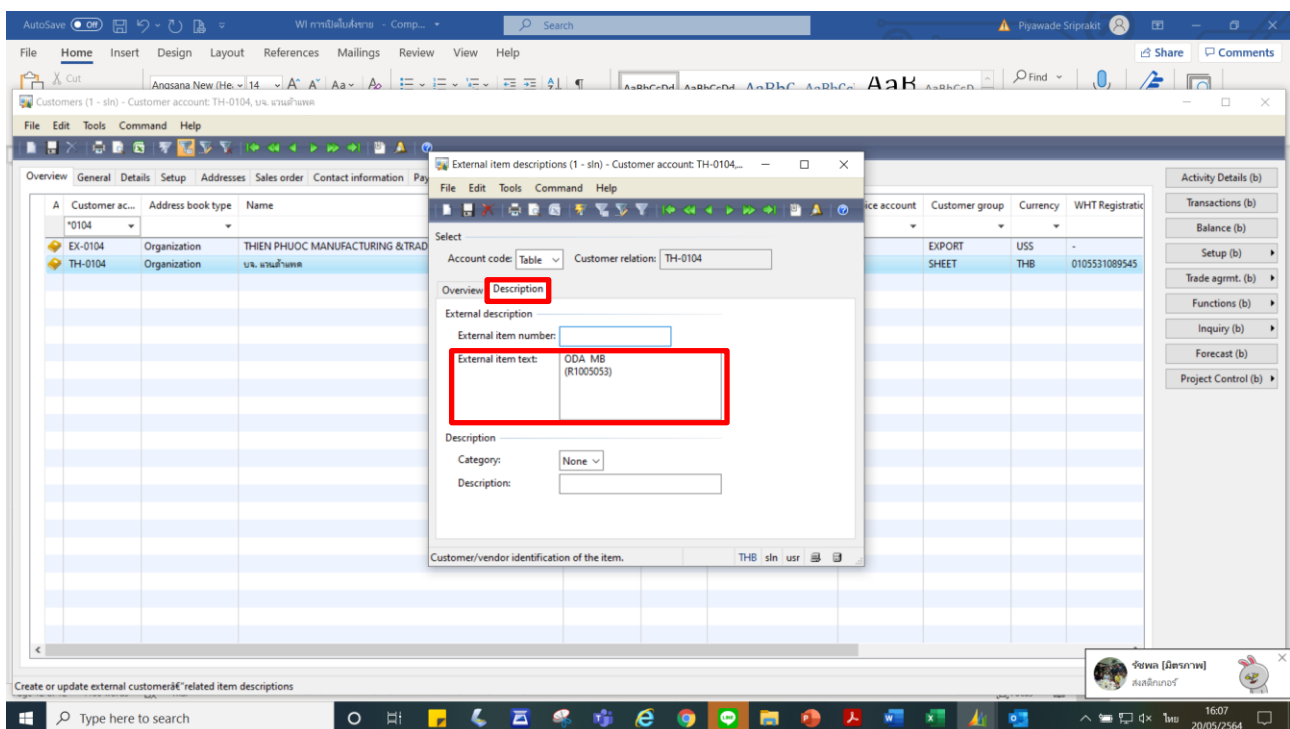 AutoSave Off WI การเปิดใบสั่งขาย - Comp... Search Piyawade Sriprakit
File Home Insert Design Layout References Mailings Review View Help Share Comments
Cut Angsana New (He... 14 Find
Customers (1 - sln) - Customer account: TH-0104, บจ. แวนด้าแพค
File Edit Tools Command Help
Overview General Details Setup Addresses Sales order Contact information Pay
A Customer ac... Address book type Name ice account Customer group Currency WHT Registratic
*0104
EX-0104 Organization THIEN PHUOC MANUFACTURING &TRAD EXPORT USS -
TH-0104 Organization บจ. แวนด้าแพค SHEET THB 0105531089545
External item descriptions (1 - sln) - Customer account: TH-0104,...
File Edit Tools Command Help
Select
Account code: Table Customer relation: TH-0104
Overview Description
External description
External item number:
External item text: ODA MB
(R1005053)
Description
Category: None
Description:
Customer/vendor identification of the item. THB sln usr
Activity Details (b)
Transactions (b)
Balance (b)
Setup (b)
Trade agrmt. (b)
Functions (b)
Inquiry (b)
Forecast (b)
Project Control (b)
รัชพล [มิตรภาพ]
ส่งสติกเกอร์
Create or update external customerâ€"related item descriptions
Type here to search ไทย 16:07
20/05/2564